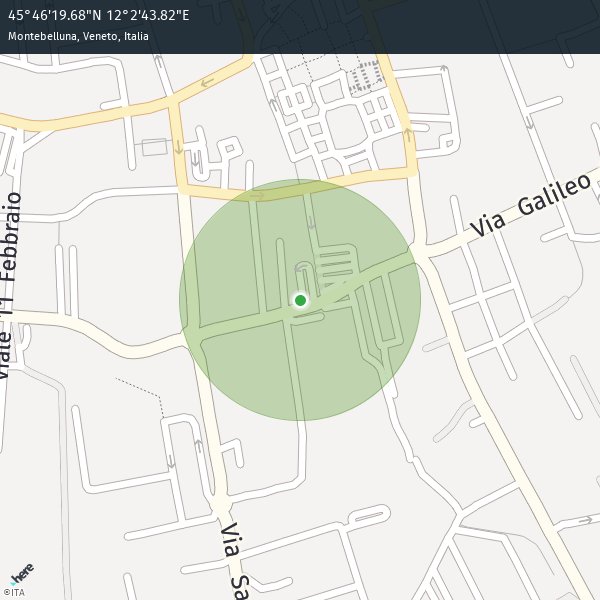 45°46'19.68"N 12°2'43.82"E
Montebelluna, Veneto, Italia
Via Galileo
Viale 11 Febbraio
Via Sa
here
©ITA